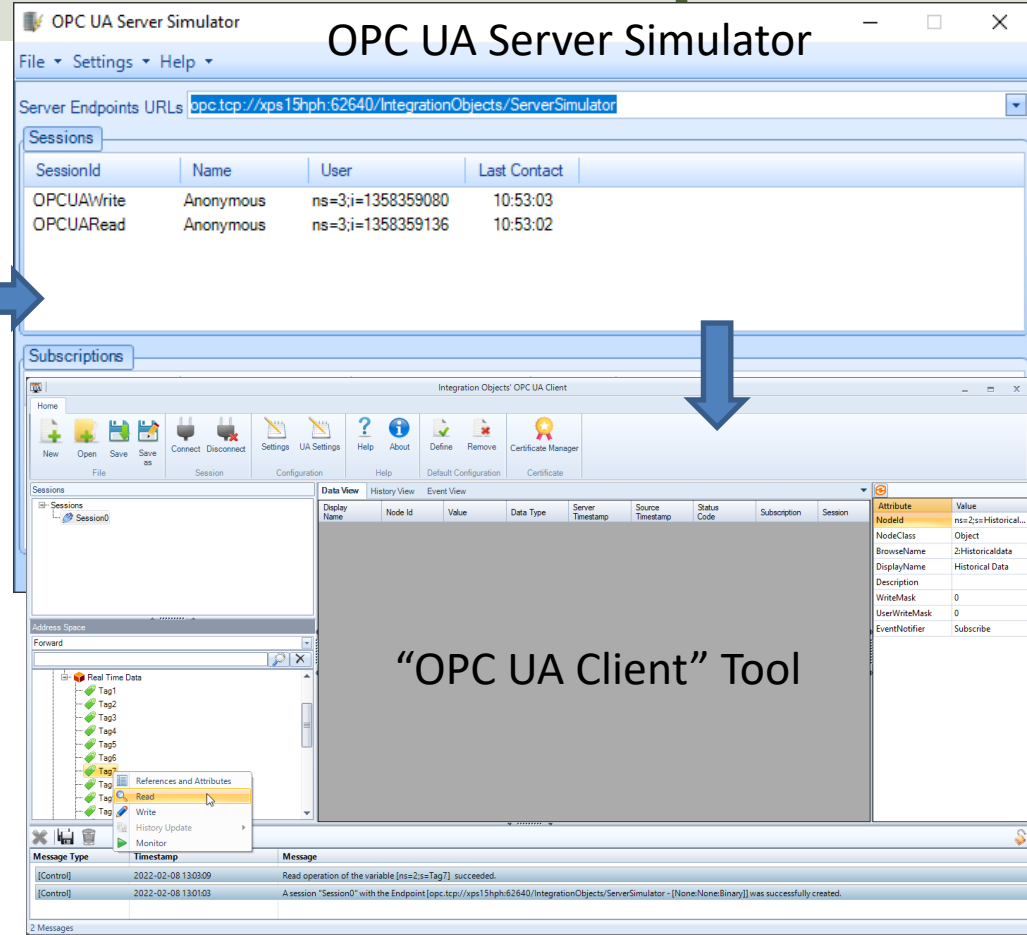 OPC UA Server Simulator
OPC UA Server Simulator
File Settings Help
Server Endpoints URLs opc.tcp://xps15hph:62640/IntegrationObjects/ServerSimulator
Sessions
SessionId Name User Last Contact
OPCUAWrite Anonymous ns=3;i=1358359080 10:53:03
OPCUARead Anonymous ns=3;i=1358359136 10:53:02
Subscriptions
Integration Objects' OPC UA Client
Home
New Open Save Save as Connect Disconnect Settings UA Settings Help About Define Remove Certificate Manager
File Session Configuration Help Default Configuration Certificate
Sessions
Sessions
Session0
Data View History View Event View
Display Name Node Id Value Data Type Server Timestamp Source Timestamp Status Code Subscription Session
Attribute Value
NodeId ns=2;s=Historical...
NodeClass Object
BrowseName 2:Historicaldata
DisplayName Historical Data
Description
WriteMask 0
UserWriteMask 0
EventNotifier Subscribe
Address Space
Forward
“OPC UA Client” Tool
Real Time Data
Tag1
Tag2
Tag3
Tag4
Tag5
Tag6
Tag7
Tag
Tag
Tag
References and Attributes
Read
Write
History Update
Monitor
Message Type Timestamp Message
[Control] 2022-02-08 13:03:09 Read operation of the variable [ns=2;s=Tag7] succeeded.
[Control] 2022-02-08 13:01:03 A session "Session0" with the Endpoint [opc.tcp://xps15hph:62640/IntegrationObjects/ServerSimulator - [None:None:Binary]] was successfully created.
2 Messages